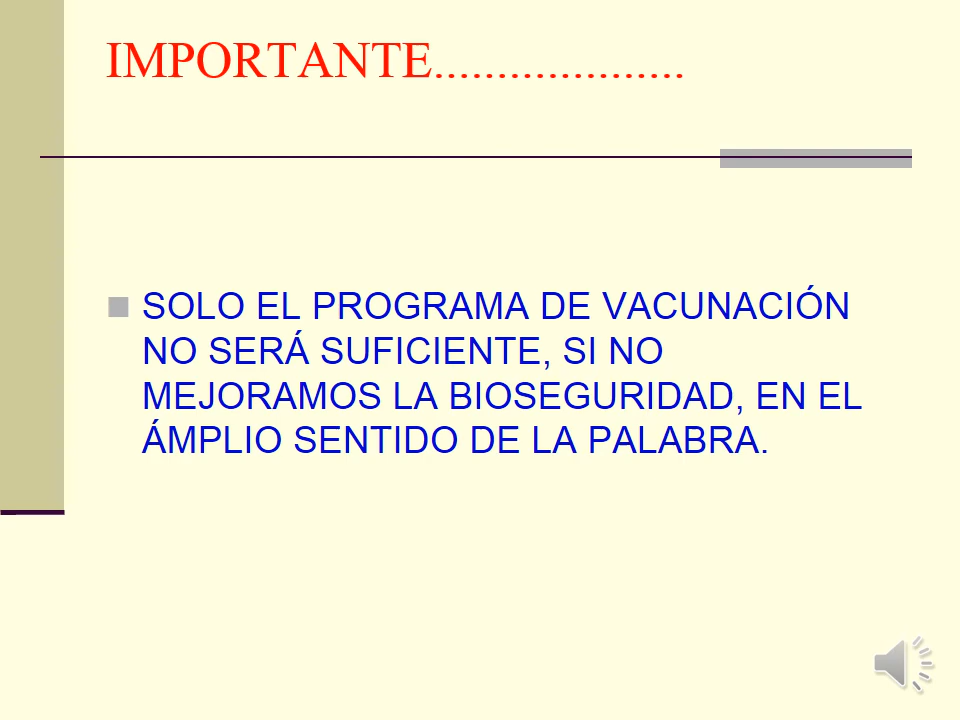 IMPORTANTE....................
SOLO EL PROGRAMA DE VACUNACIÓN
NO SERÁ SUFICIENTE, SI NO
MEJORAMOS LA BIOSEGURIDAD, EN EL
ÁMPLIO SENTIDO DE LA PALABRA.